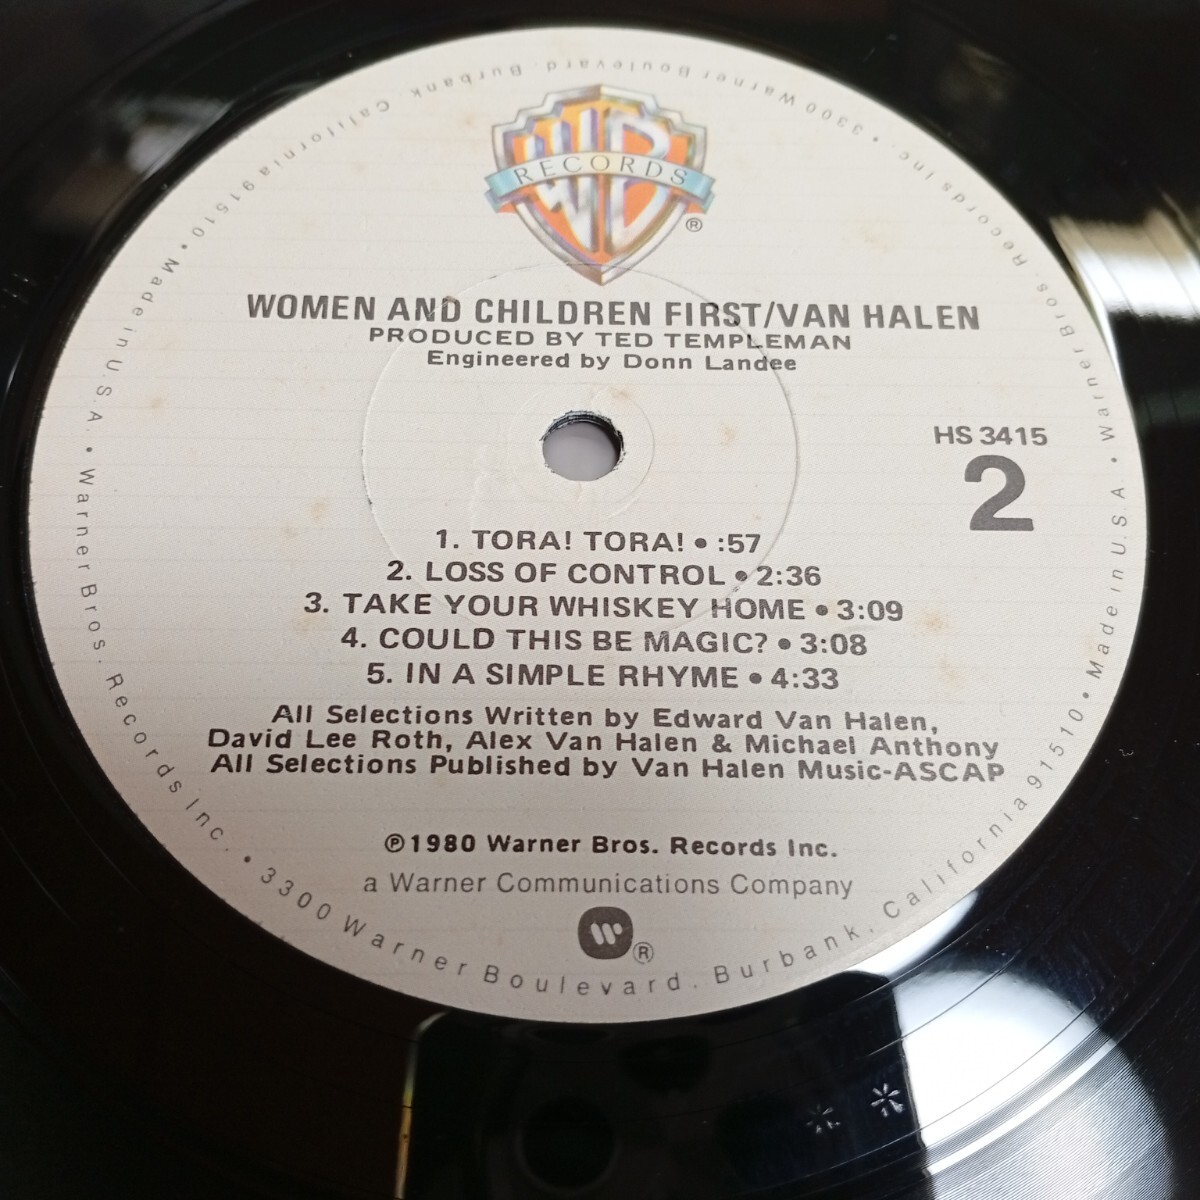 WB
RECORDS
®
WOMEN AND CHILDREN FIRST/VAN HALEN
PRODUCED BY TED TEMPLEMAN
Engineered by Donn Landee
HS 3415
2
1. TORA! TORA! • :57
2. LOSS OF CONTROL • 2:36
3. TAKE YOUR WHISKEY HOME • 3:09
4. COULD THIS BE MAGIC? • 3:08
5. IN A SIMPLE RHYME • 4:33
All Selections Written by Edward Van Halen,
David Lee Roth, Alex Van Halen & Michael Anthony
All Selections Published by Van Halen Music-ASCAP
℗1980 Warner Bros. Records Inc.
a Warner Communications Company
®
Warner Bros. Records Inc. • 3300 Warner Boulevard. Burbank, California 91510 • Made in U.S.A. •
Warner Bros. Records Inc. • 3300 Warner Boulevard. Burbank, California 91510 • Made in U.S.A. •